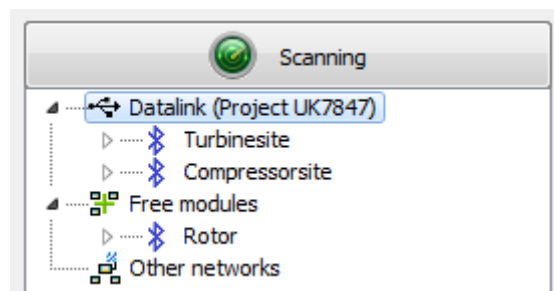 Scanning
Datalink (Project UK7847)
Turbinesite
Compressorsite
Free modules
Rotor
Other networks